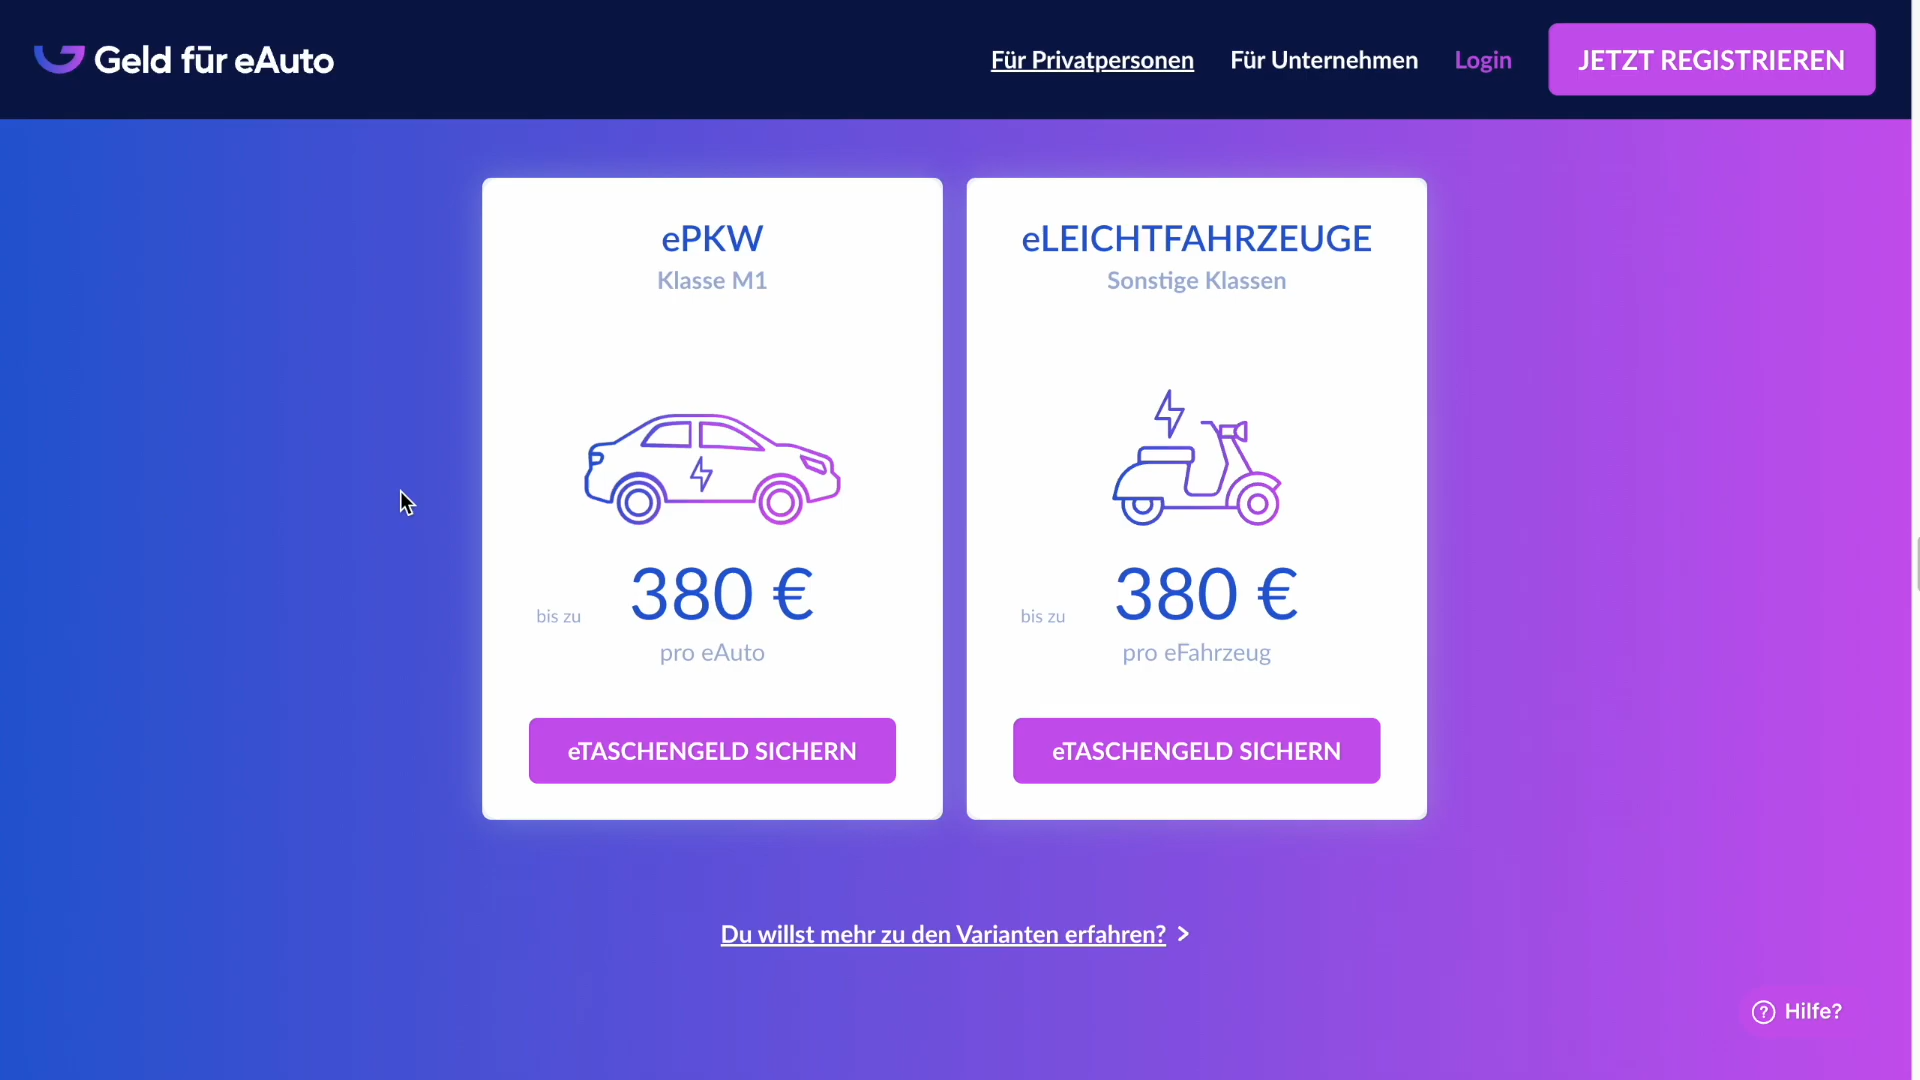 Geld für eAuto
Für Privatpersonen
Für Unternehmen
Login
JETZT REGISTRIEREN
ePKW
Klasse M1
bis zu
380 €
pro eAuto
eTASCHENGELD SICHERN
eLEICHTFAHRZEUGE
Sonstige Klassen
bis zu
380 €
pro eFahrzeug
eTASCHENGELD SICHERN
Du willst mehr zu den Varianten erfahren? >
? Hilfe?